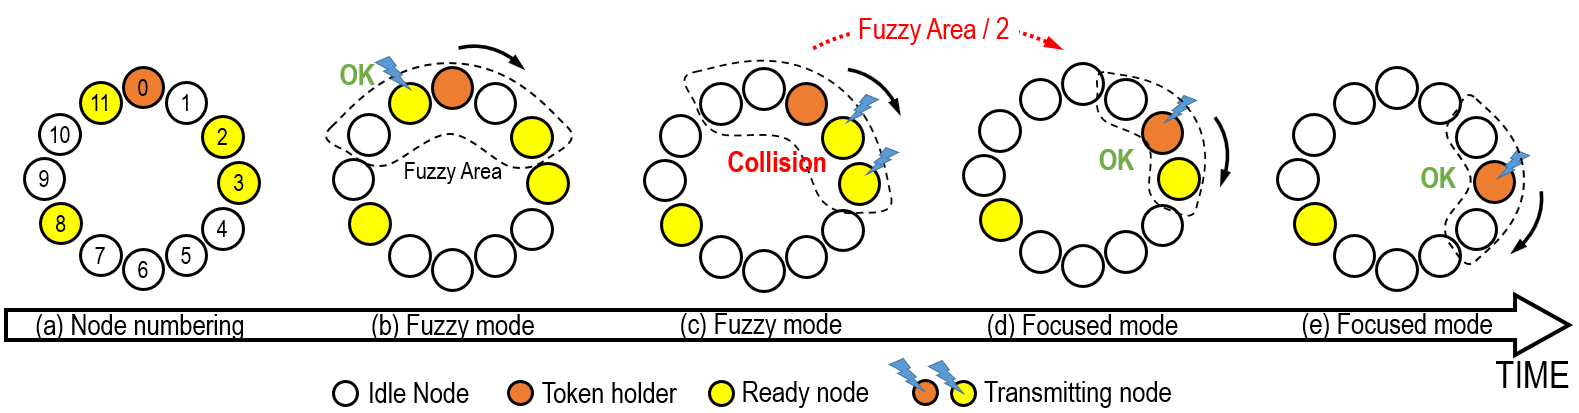 Fuzzy Area / 2
0
11
1
10
2
9
3
8
4
7
6
5
OK
Fuzzy Area
Collision
OK
OK
(a) Node numbering
(b) Fuzzy mode
(c) Fuzzy mode
(d) Focused mode
(e) Focused mode
TIME
Idle Node
Token holder
Ready node
Transmitting node